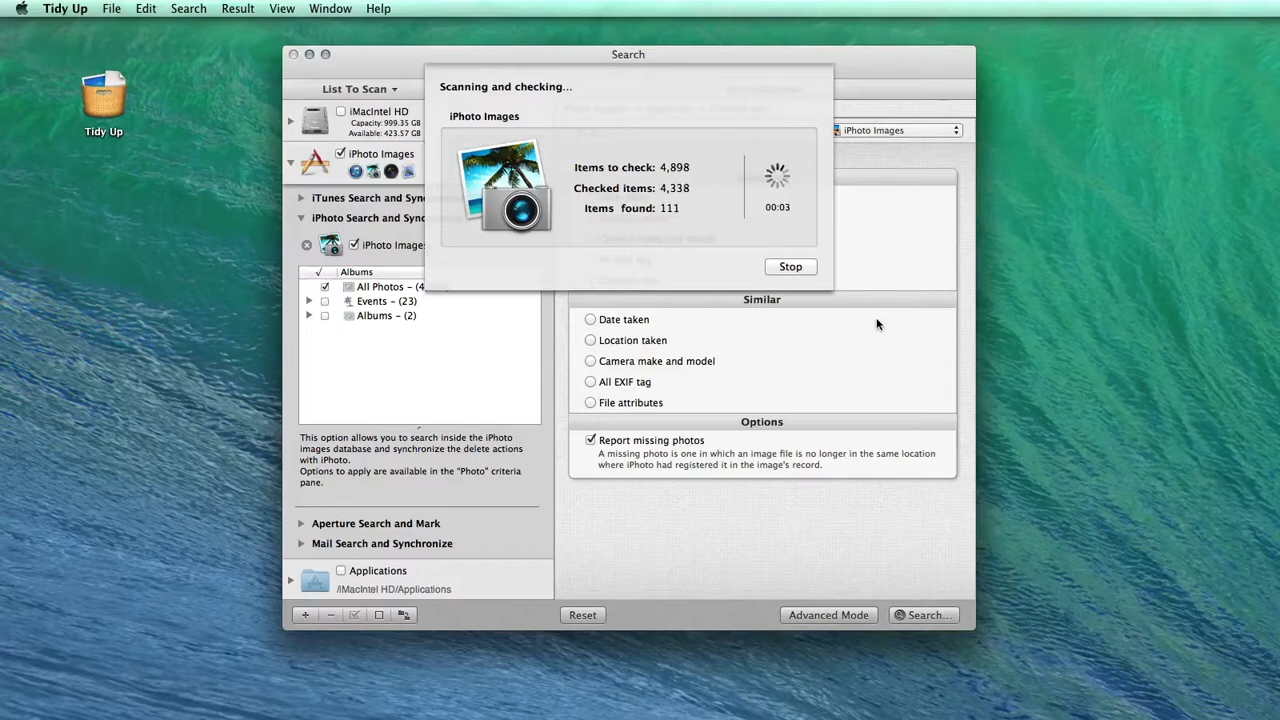 Tidy Up File Edit Search Result View Window Help
Tidy Up
Search
List To Scan
iMacIntel HD
Capacity: 999.35 GB
Available: 423.57 GB
iPhoto Images
iTunes Search and Syn
iPhoto Search and Syn
iPhoto Images
Albums
All Photos – (4
Events – (23)
Albums – (2)
This option allows you to search inside the iPhoto
images database and synchronize the delete actions
with iPhoto.
Options to apply are available in the "Photo" criteria
pane.
Aperture Search and Mark
Mail Search and Synchronize
Applications
/iMacIntel HD/Applications
Scanning and checking...
iPhoto Images
Items to check: 4,898
Checked items: 4,338
Items found: 111
00:03
Stop
iPhoto Images
Similar
Date taken
Location taken
Camera make and model
All EXIF tag
File attributes
Options
Report missing photos
A missing photo is one in which an image file is no longer in the same location
where iPhoto had registered it in the image's record.
Reset
Advanced Mode
Search...